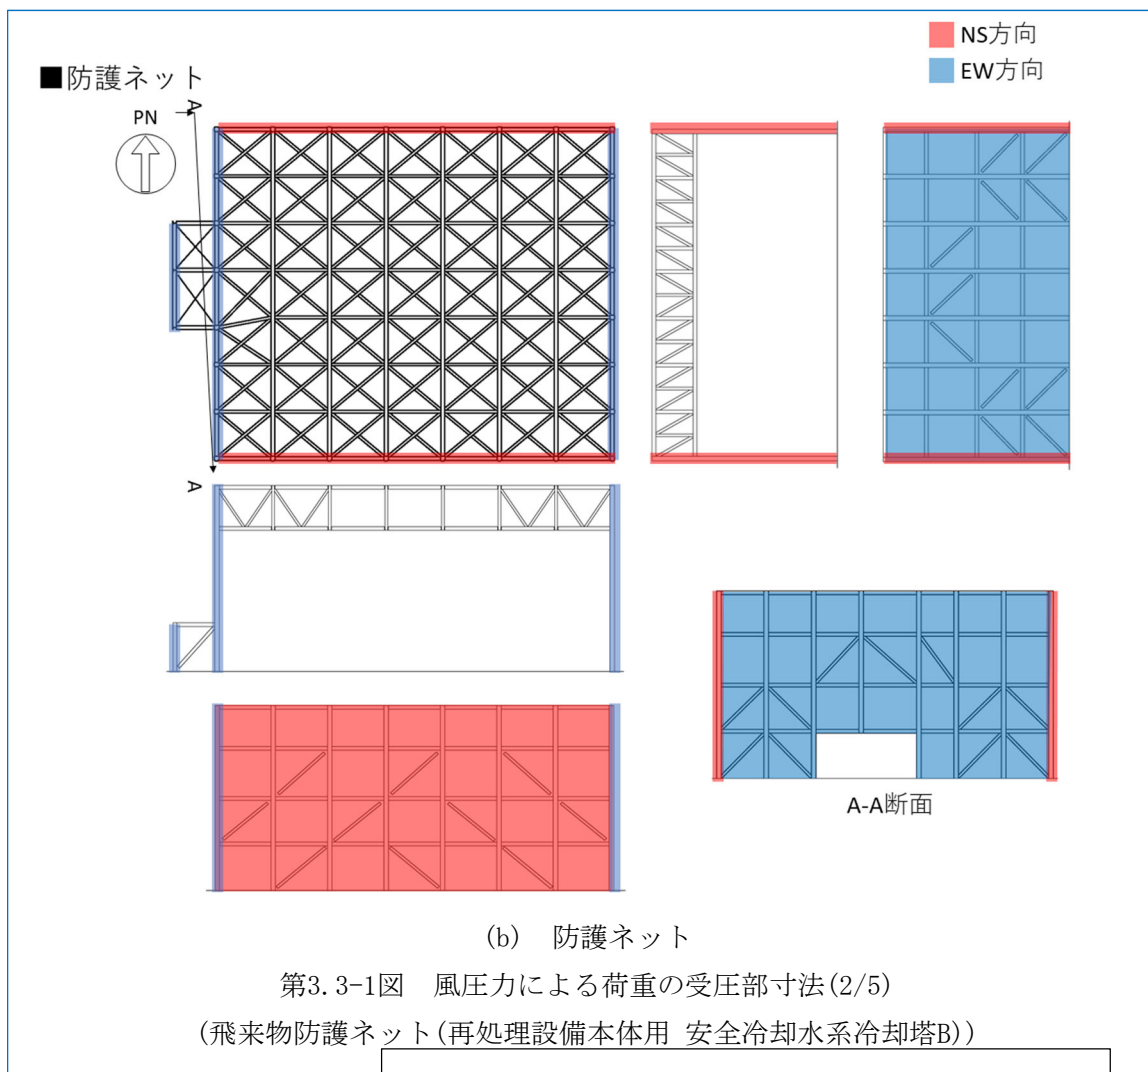 NS方向
EW方向
■防護ネット
A
PN
A
A-A断面
(b) 防護ネット
第3.3-1図 風圧力による荷重の受圧部寸法(2/5)
(飛来物防護ネット(再処理設備本体用 安全冷却水系冷却塔B))